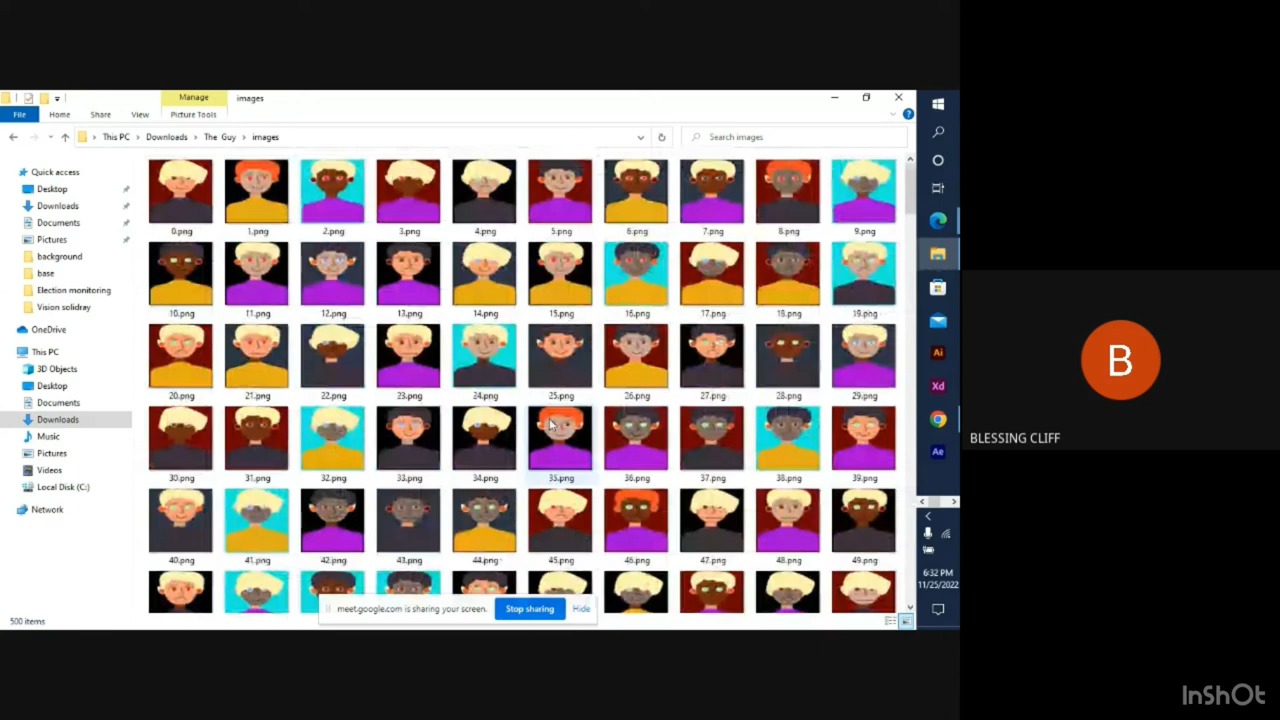 Manage
images
File
Home
Share
View
Picture Tools
This PC
Downloads
The Guy
images
Search images
Quick access
Desktop
Downloads
Documents
Pictures
background
base
Election monitoring
Vision solidray
OneDrive
This PC
3D Objects
Desktop
Documents
Downloads
Music
Pictures
Videos
Local Disk (C:)
Network
0.png 1.png 2.png 3.png 4.png 5.png 6.png 7.png 8.png 9.png
10.png 11.png 12.png 13.png 14.png 15.png 16.png 17.png 18.png 19.png
20.png 21.png 22.png 23.png 24.png 25.png 26.png 27.png 28.png 29.png
30.png 31.png 32.png 33.png 34.png 35.png 36.png 37.png 38.png 39.png
40.png 41.png 42.png 43.png 44.png 45.png 46.png 47.png 48.png 49.png
meet.google.com is sharing your screen. Stop sharing Hide
500 items
Ai
Xd
Ae
6:32 PM
11/25/2022
B
BLESSING CLIFF
InShOt